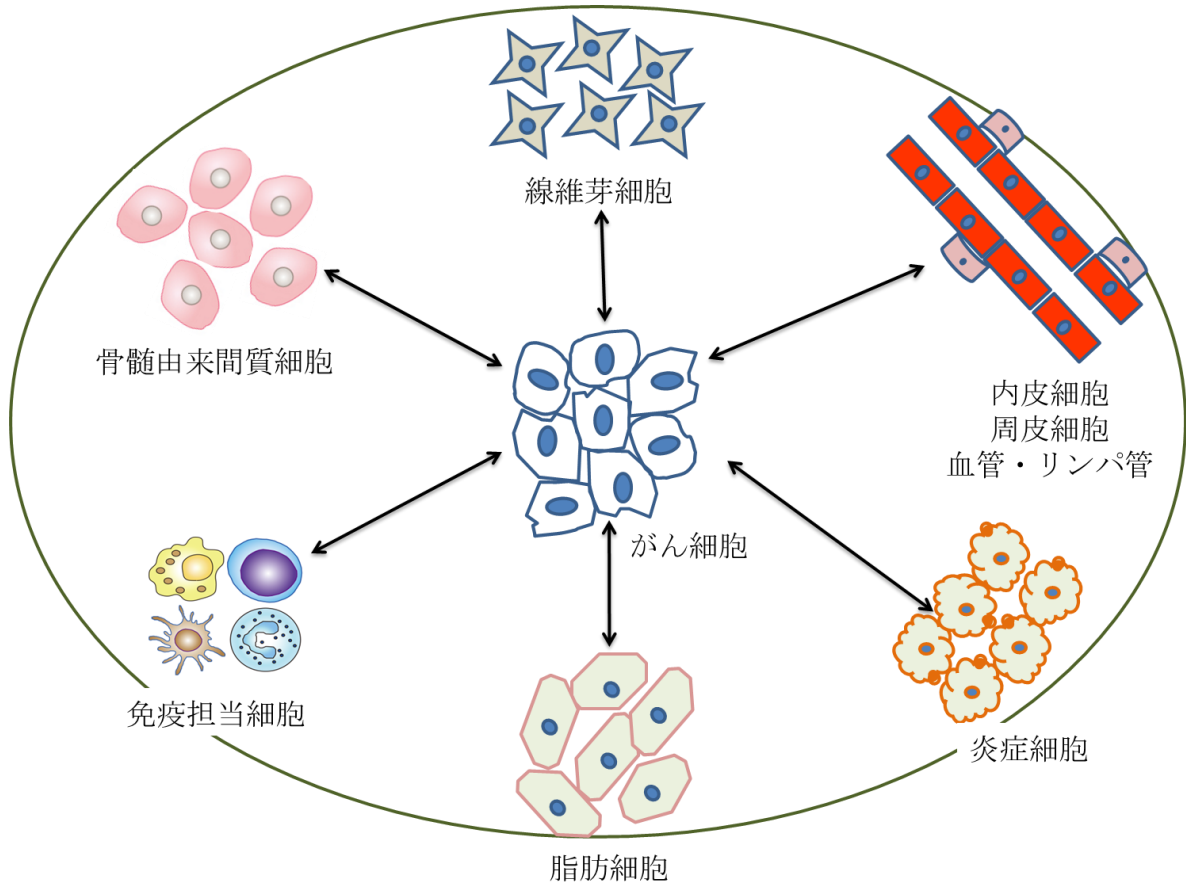 線維芽細胞
骨髄由来間質細胞
内皮細胞
周皮細胞
血管・リンパ管
がん細胞
免疫担当細胞
炎症細胞
脂肪細胞